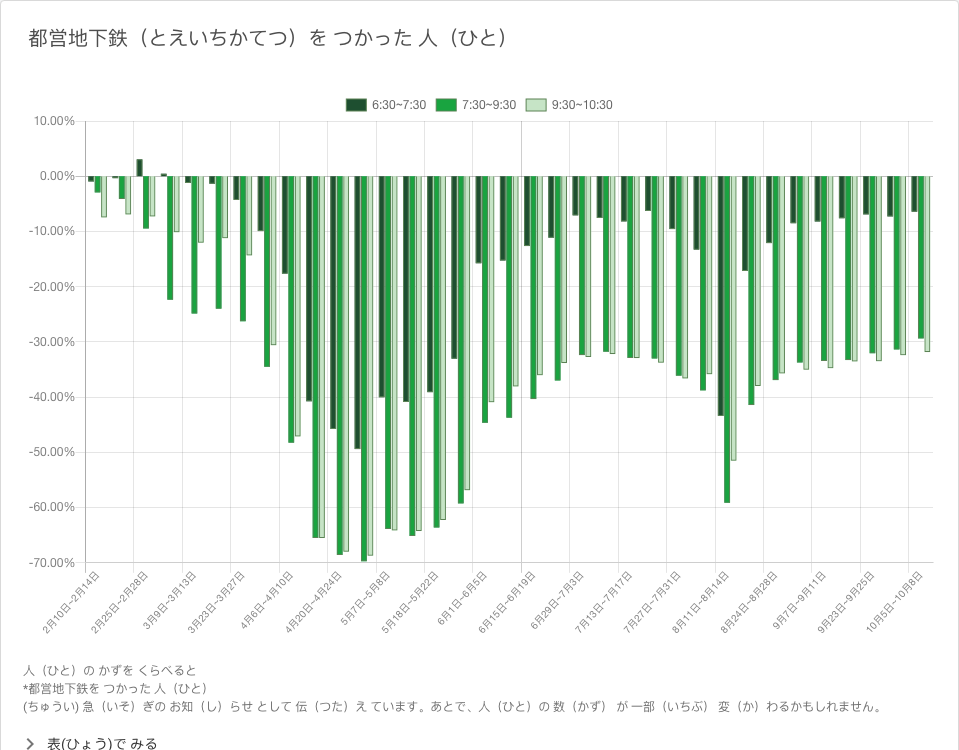 都営地下鉄（とえいちかてつ）を つかった 人（ひと）
6:30~7:30 7:30~9:30 9:30~10:30
10.00%
0.00%
-10.00%
-20.00%
-30.00%
-40.00%
-50.00%
-60.00%
-70.00%
2月10日~2月14日
2月25日~2月28日
3月9日~3月13日
3月23日~3月27日
4月6日~4月10日
4月20日~4月24日
5月7日~5月8日
5月18日~5月22日
6月1日~6月5日
6月15日~6月19日
6月29日~7月3日
7月13日~7月17日
7月27日~7月31日
8月11日~8月14日
8月24日~8月28日
9月7日~9月11日
9月23日~9月25日
10月5日~10月8日
人（ひと）の かずを くらべると
*都営地下鉄を つかった 人（ひと）
(ちゅうい) 急（いそ）ぎの お知（し）らせ として 伝（つた）え ています。あとで、人（ひと）の 数（かず） が 一部（いちぶ） 変（か）わるかもしれません。
表(ひょう)で みる